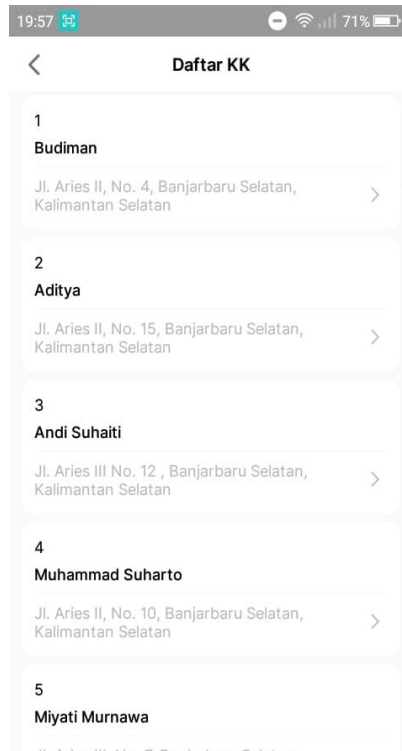 19:57
71%
Daftar KK
1
Budiman
Jl. Aries II, No. 4, Banjarbaru Selatan,
Kalimantan Selatan
2
Aditya
Jl. Aries II, No. 15, Banjarbaru Selatan,
Kalimantan Selatan
3
Andi Suhaiti
Jl. Aries III No. 12 , Banjarbaru Selatan,
Kalimantan Selatan
4
Muhammad Suharto
Jl. Aries II, No. 10, Banjarbaru Selatan,
Kalimantan Selatan
5
Miyati Murnawa